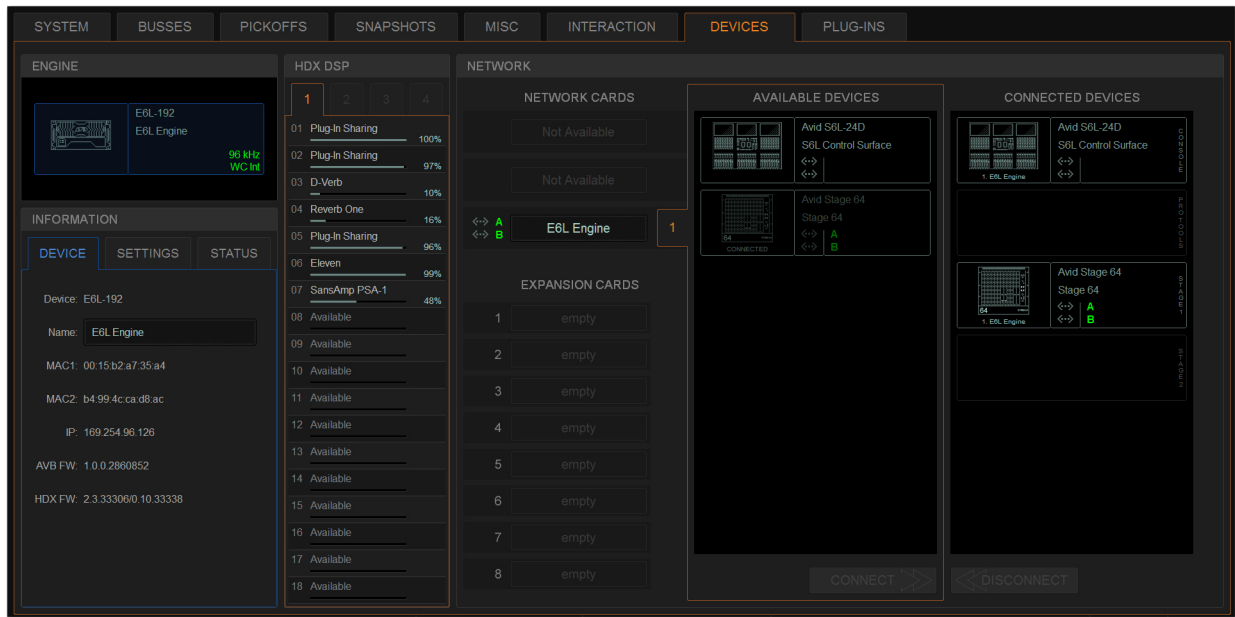 SYSTEM
BUSSES
PICKOFFS
SNAPSHOTS
MISC
INTERACTION
DEVICES
PLUG-INS
ENGINE
E6L-192
E6L Engine
96 kHz
WC Int
INFORMATION
DEVICE
SETTINGS
STATUS
Device: E6L-192
Name: E6L Engine
MAC1: 00:15:b2:a7:35:a4
MAC2: b4:99:4c:ca:d8:ac
IP: 169.254.96.126
AVB FW: 1.0.0.2860852
HDX FW: 2.3.33306/0.10.33338
HDX DSP
1 2 3 4
01 Plug-In Sharing 100%
02 Plug-In Sharing 97%
03 D-Verb 10%
04 Reverb One 16%
05 Plug-In Sharing 96%
06 Eleven 99%
07 SansAmp PSA-1 48%
08 Available
09 Available
10 Available
11 Available
12 Available
13 Available
14 Available
15 Available
16 Available
17 Available
18 Available
NETWORK
NETWORK CARDS
Not Available
Not Available
A
B
E6L Engine
1
EXPANSION CARDS
1 empty
2 empty
3 empty
4 empty
5 empty
6 empty
7 empty
8 empty
AVAILABLE DEVICES
Avid S6L-24D
S6L Control Surface
1. E6L Engine
Avid Stage 64
Stage 64
A
B
64
CONNECTED
CONNECT
CONNECTED DEVICES
Avid S6L-24D
S6L Control Surface
1. E6L Engine
CONSOLE
PROTOOLS
Avid Stage 64
Stage 64
A
B
64
1. E6L Engine
STAGE 1
STAGE 2
DISCONNECT